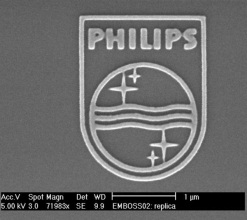 PHILIPS
Acc.V Spot Magn Det WD 1 µm
5.00 kV 3.0 71983x SE 9.9 EMBOSS02: replica